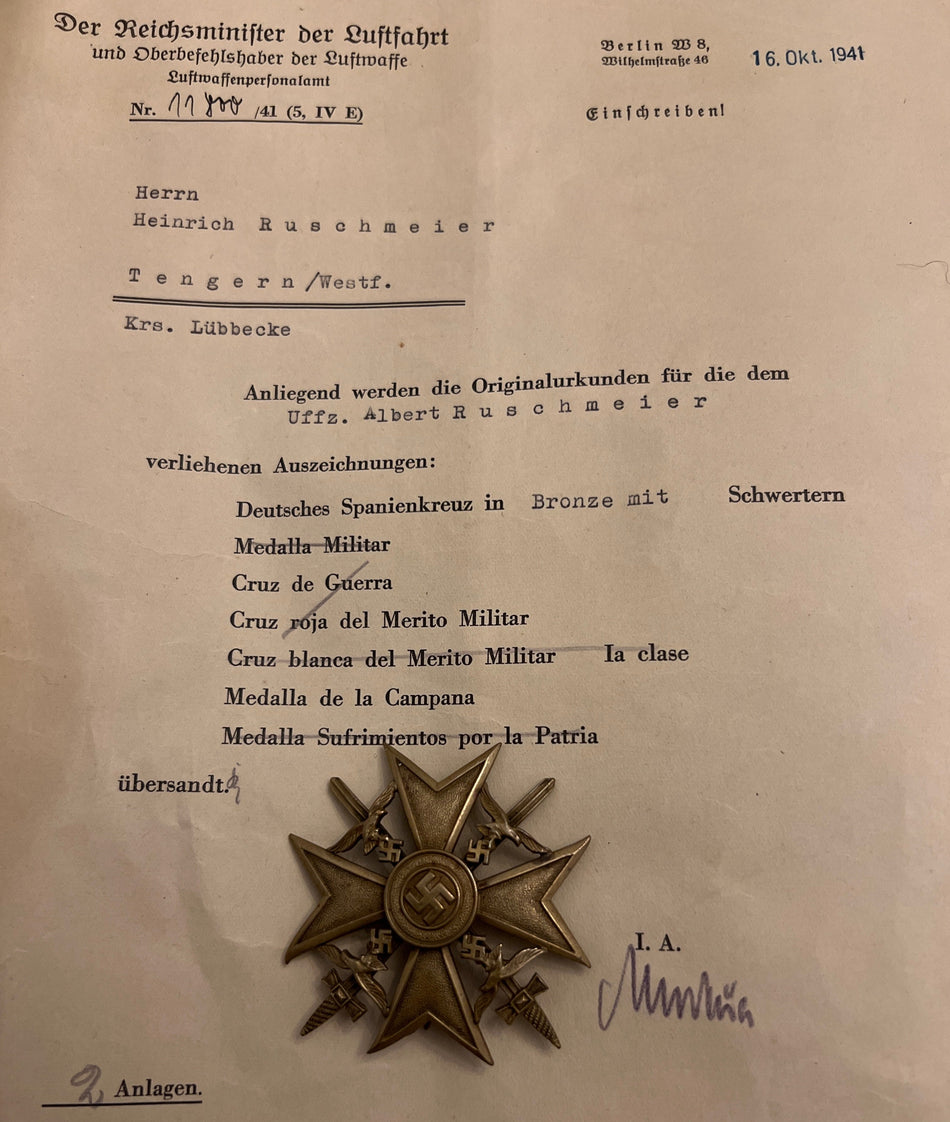 Der Reichsminister der Luftfahrt
und Oberbefehlshaber der Luftwaffe
Luftwaffenpersonalamt
Nr. /41 (5, IV E)
Berlin W 8,
Wilhelmstraße 46
16. Okt. 1941
Einschreiben!
Herrn
Heinrich Ruschmeier
Tengern/Westf.
Krs. Lübbecke
Anliegend werden die Originalurkunden für die dem
Uffz. Albert Ruschmeier
verliehenen Auszeichnungen:
Deutsches Spanienkreuz in Bronze mit Schwertern
Medalla Militar
Cruz de Guerra
Cruz roja del Merito Militar
Cruz blanca del Merito Militar Ia clase
Medalla de la Campana
Medalla Sufrimientos por la Patria
übersandt.
I. A.
2 Anlagen.